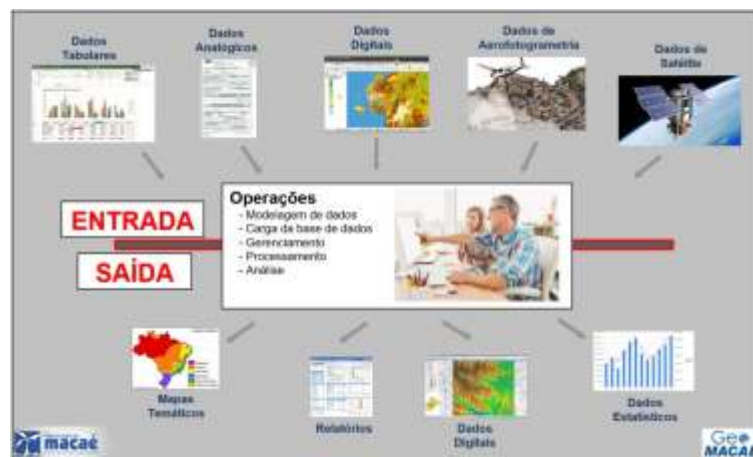 Dados
Tabulares
Dados
Analógicos
Dados
Digitais
Dados de
Aerofotogrametria
Dados de
Satélite
ENTRADA
SAÍDA
Operações
- Modelagem de dados
- Carga da base de dados
- Gerenciamento
- Processamento
- Análise
Mapas
Temáticos
Relatórios
Dados
Digitais
Dados
Estatísticos
macaé
Geo
MACAÉ